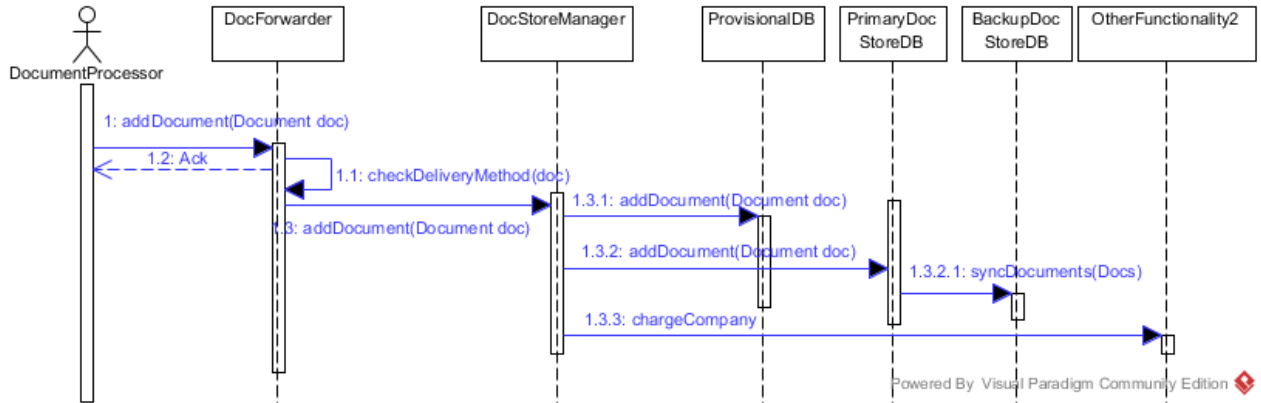 DocForwarder
DocStoreManager
ProvisionalDB
PrimaryDoc
StoreDB
BackupDoc
StoreDB
OtherFunctionality2
DocumentProcessor
1: addDocument(Document doc)
1.2: Ack
1.1: checkDeliveryMethod(doc)
1.3: addDocument(Document doc)
1.3.1: addDocument(Document doc)
1.3.2: addDocument(Document doc)
1.3.2.1: syncDocuments(Docs)
1.3.3: chargeCompany
Powered By Visual Paradigm Community Edition